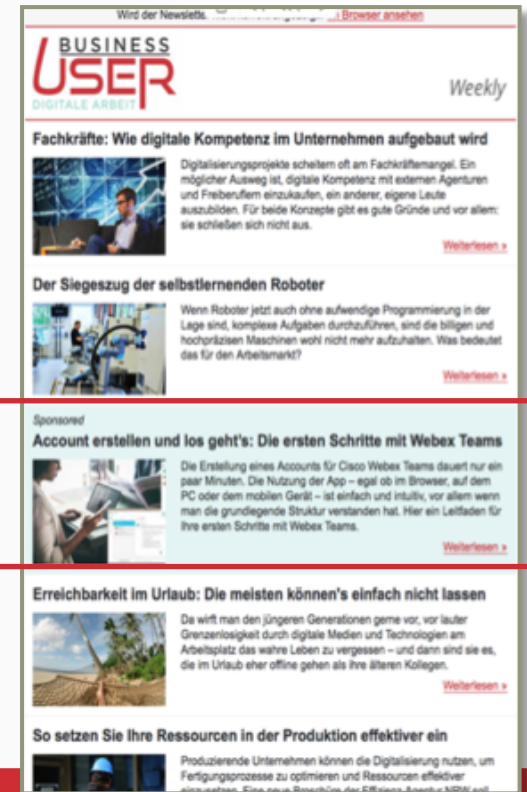 Wird der Newsletter
Browser ansehen
BUSINESS
USER
DIGITALE ARBEIT
Weekly
Fachkräfte: Wie digitale Kompetenz im Unternehmen aufgebaut wird
Digitalisierungsprojekte scheitern oft am Fachkräftemangel. Ein
möglicher Ausweg ist, digitale Kompetenz mit externen Agenturen
und Freiberuflern einzukaufen, ein anderer, eigene Leute
auszubilden. Für beide Konzepte gibt es gute Gründe und vor allem:
sie schließen sich nicht aus.
Weiterlesen »
Der Siegeszug der selbstlernenden Roboter
Wenn Roboter jetzt auch ohne aufwendige Programmierung in der
Lage sind, komplexe Aufgaben durchzuführen, sind die billigen und
hochpräzisen Maschinen wohl nicht mehr aufzuhalten. Was bedeutet
das für den Arbeitsmarkt?
Weiterlesen »
Sponsored
Account erstellen und los geht's: Die ersten Schritte mit Webex Teams
Die Erstellung eines Accounts für Cisco Webex Teams dauert nur ein
paar Minuten. Die Nutzung der App – egal ob im Browser, auf dem
PC oder dem mobilen Gerät – ist einfach und intuitiv, vor allem wenn
man die grundlegende Struktur verstanden hat. Hier ein Leitfaden für
Ihre ersten Schritte mit Webex Teams.
Weiterlesen »
Erreichbarkeit im Urlaub: Die meisten können's einfach nicht lassen
Da wirft man den jüngeren Generationen gerne vor, vor lauter
Grenzenlosigkeit durch digitale Medien und Technologien am
Arbeitsplatz das wahre Leben zu vergessen – und dann sind sie es,
die im Urlaub eher offline gehen als ihre älteren Kollegen.
Weiterlesen »
So setzen Sie Ihre Ressourcen in der Produktion effektiver ein
Produzierende Unternehmen können die Digitalisierung nutzen, um
Fertigungsprozesse zu optimieren und Ressourcen effektiver
einzusetzen. Eine neue Broschüre der Effizienz-Agentur NRW soll